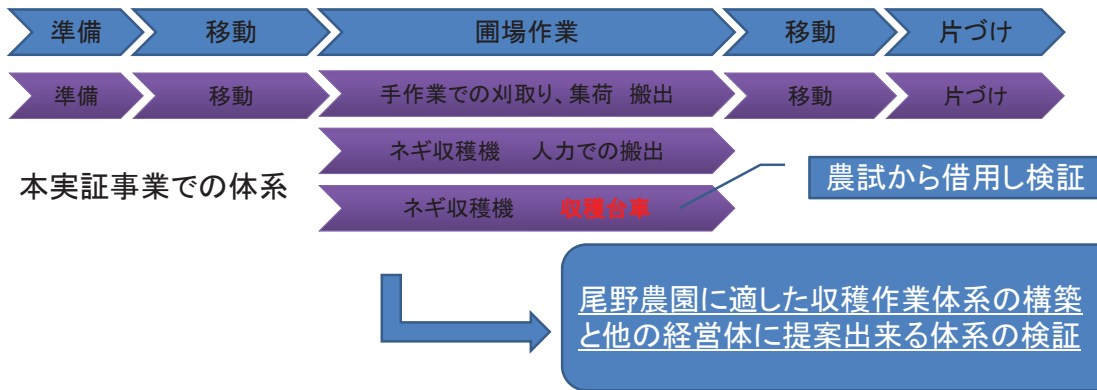 準備 移動 圃場作業 移動 片づけ
準備 移動 手作業での刈取り、集荷 搬出 移動 片づけ
ネギ収穫機 人力での搬出
本実証事業での体系
農試から借用し検証
ネギ収穫機 収穫台車
尾野農園に適した収穫作業体系の構築
と他の経営体に提案出来る体系の検証